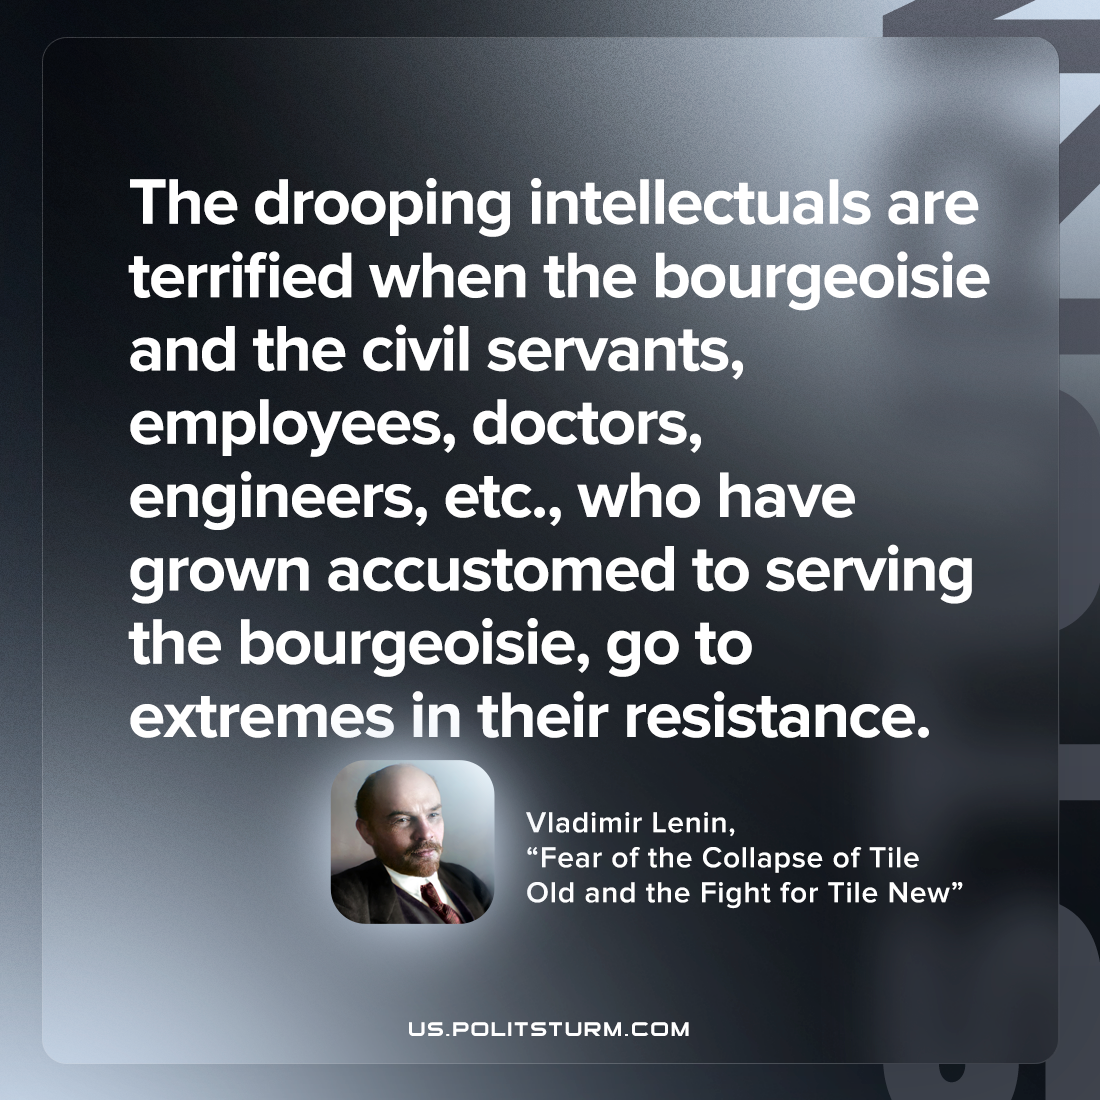 The drooping intellectuals are
terrified when the bourgeoisie
and the civil servants,
employees, doctors,
engineers, etc., who have
grown accustomed to serving
the bourgeoisie, go to
extremes in their resistance.
Vladimir Lenin,
“Fear of the Collapse of Tile
Old and the Fight for Tile New”
US.POLITSTURM.COM